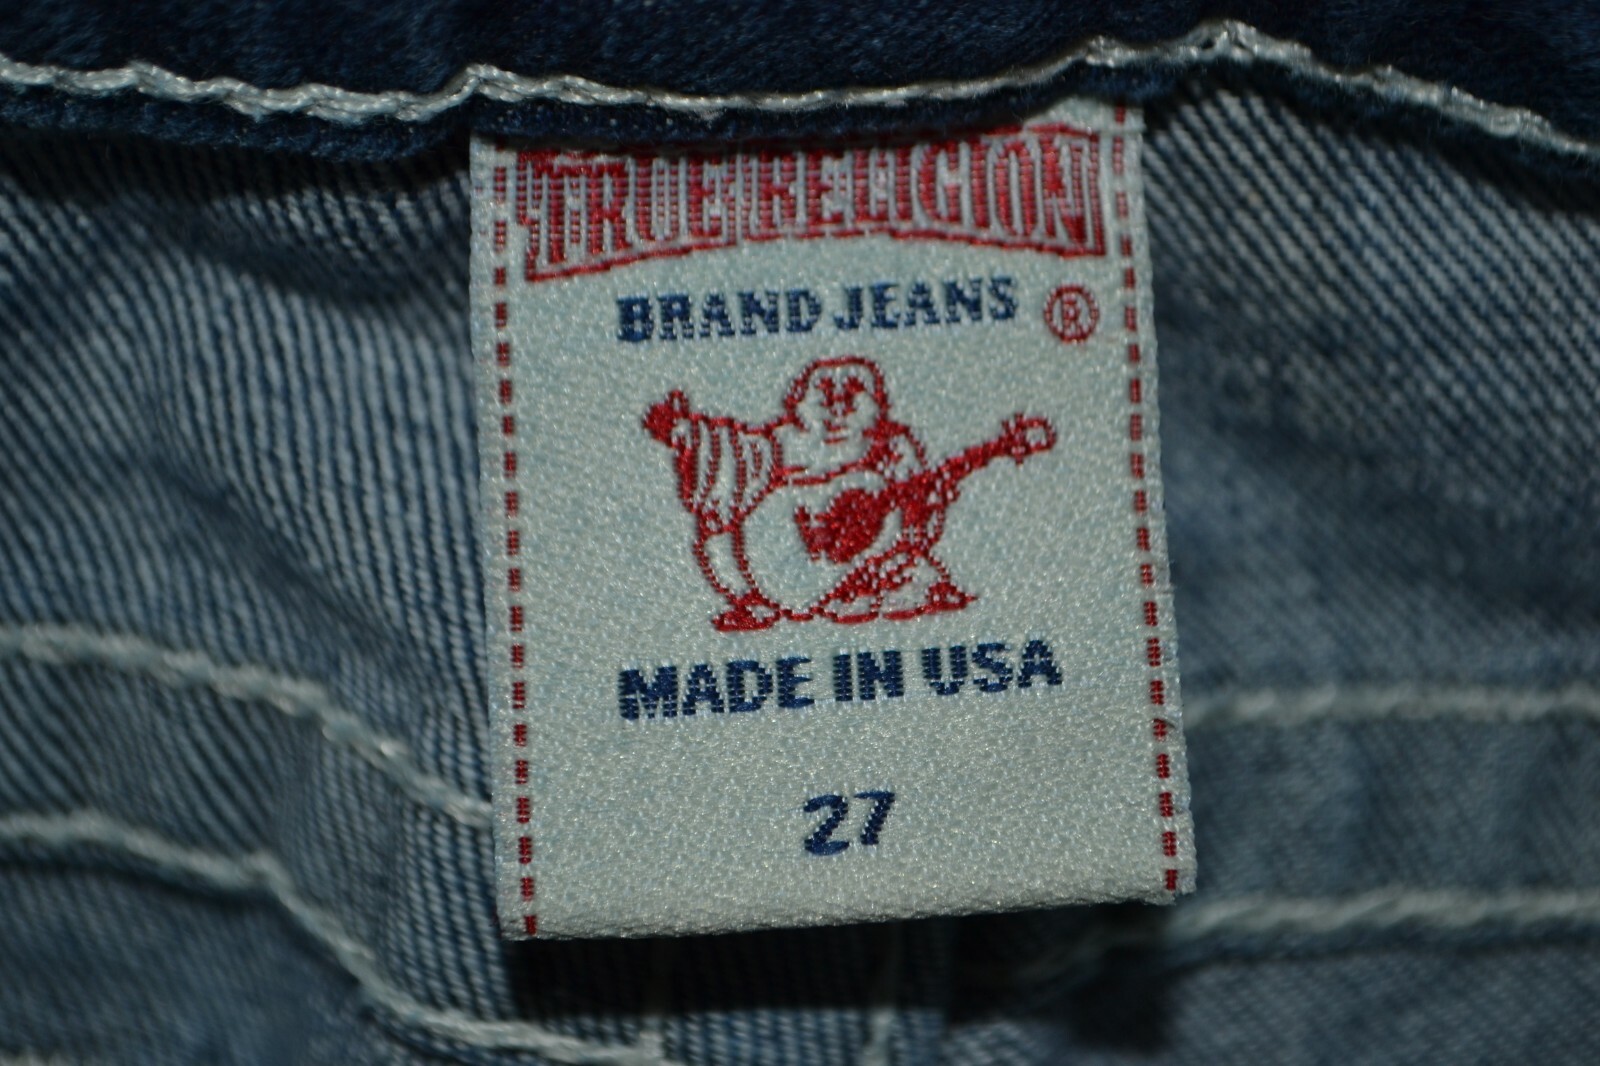 TRUE RELIGION
BRAND JEANS ®
MADE IN USA
27